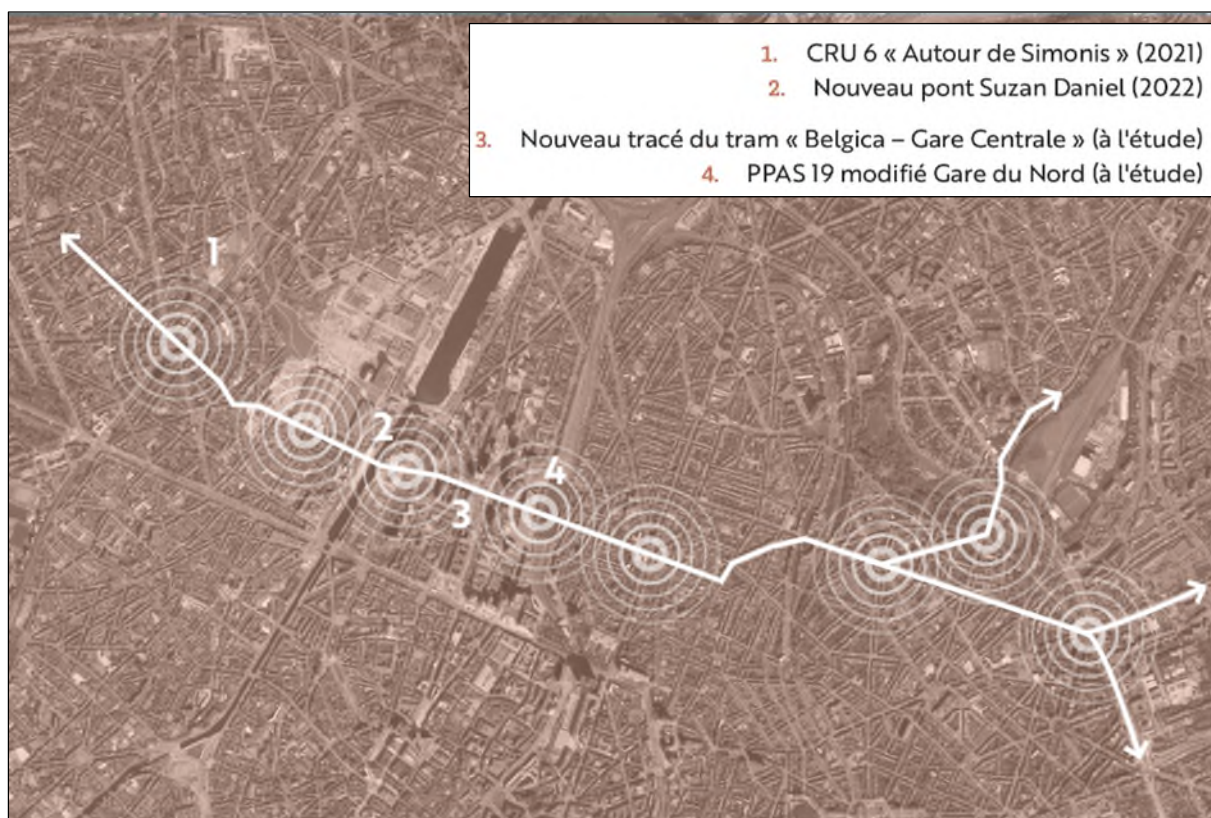 1. CRU 6 « Autour de Simonis » (2021)
2. Nouveau pont Suzan Daniel (2022)
3. Nouveau tracé du tram « Belgica – Gare Centrale » (à l'étude)
4. PPAS 19 modifié Gare du Nord (à l'étude)
1
2
4
3